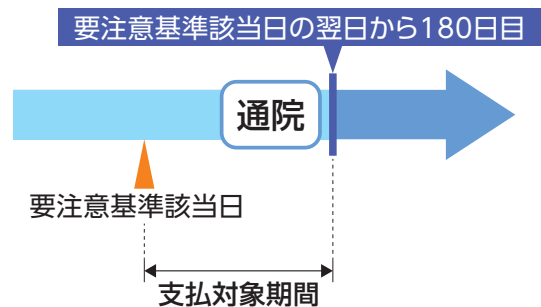 要注意基準該当日の翌日から180日目
通院
要注意基準該当日
支払対象期間